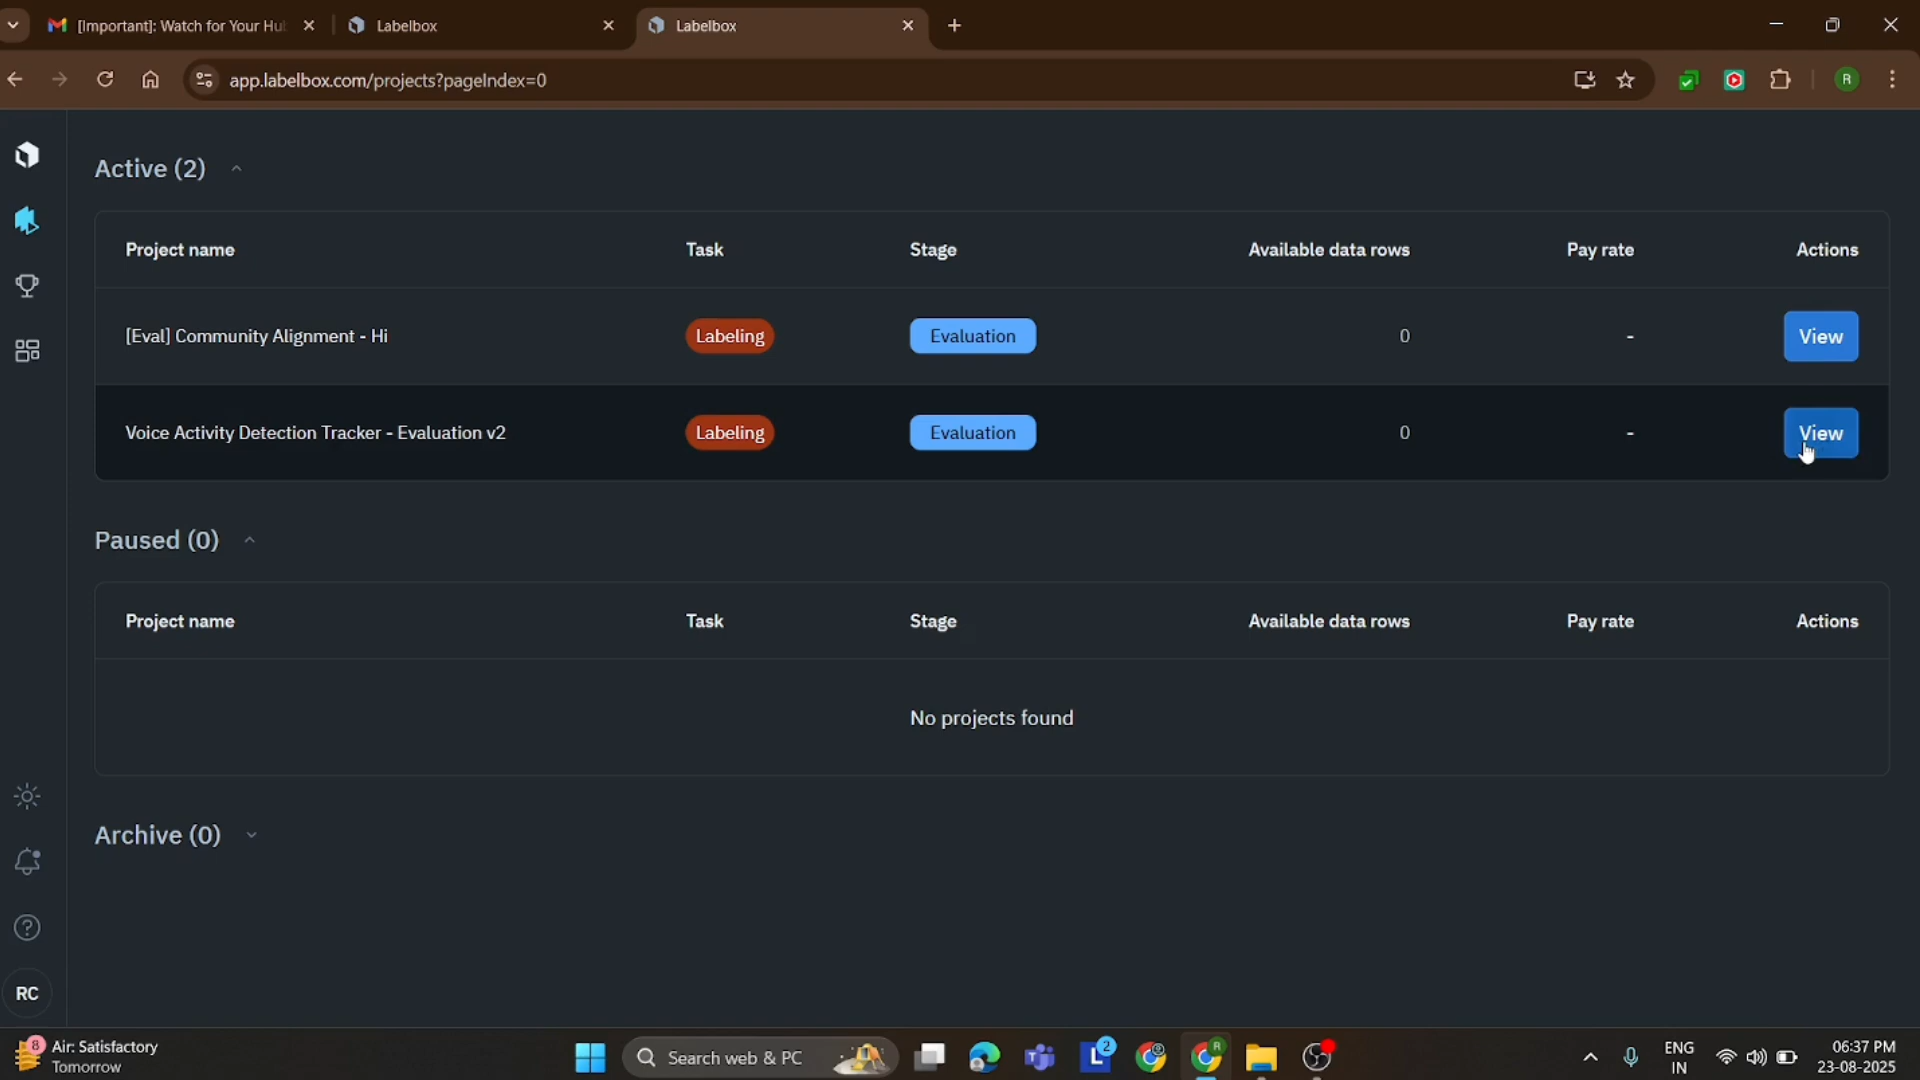 [Important]: Watch for Your Hu
Labelbox
Labelbox
app.labelbox.com/projects?pageIndex=0
R
Active (2)
Project name Task Stage Available data rows Pay rate Actions
[Eval] Community Alignment - Hi Labeling Evaluation 0 - View
Voice Activity Detection Tracker - Evaluation v2 Labeling Evaluation 0 - View
Paused (0)
Project name Task Stage Available data rows Pay rate Actions
No projects found
Archive (0)
RC
8
Air: Satisfactory
Tomorrow
Search web & PC
L
2
R
ENG
IN
06:37 PM
23-08-2025